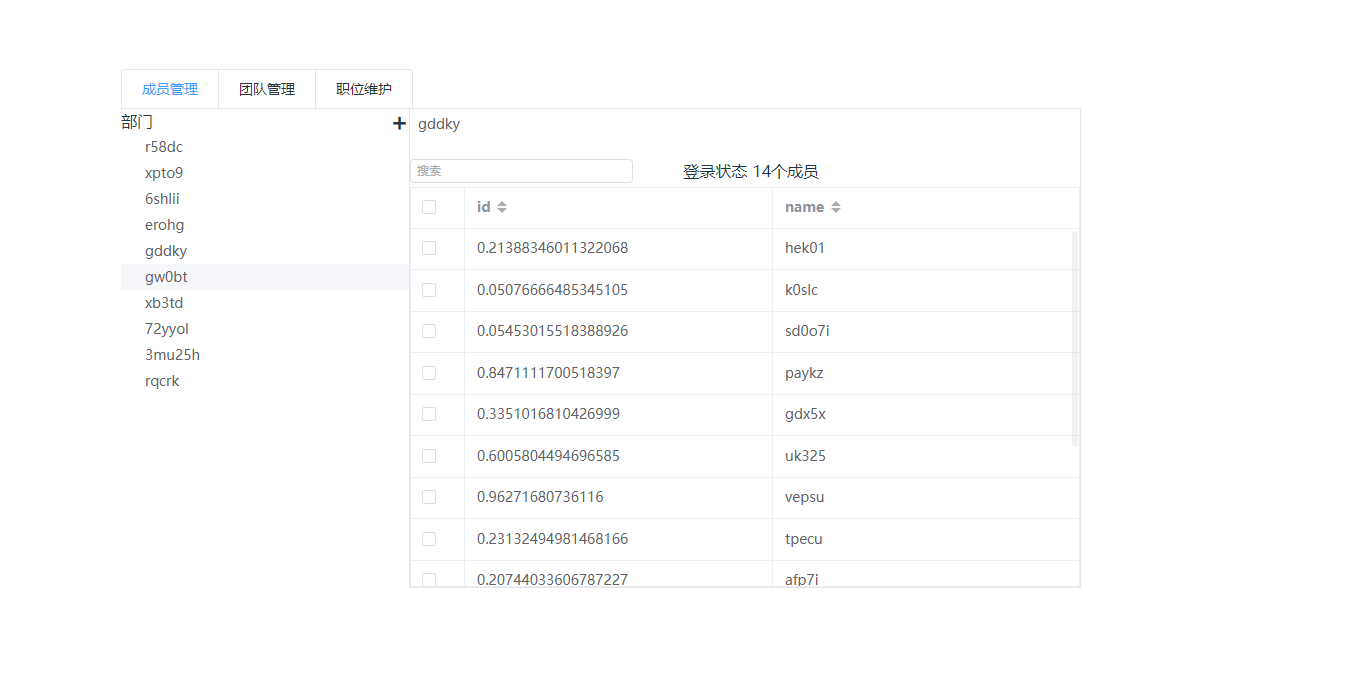 成员管理 团队管理 职位维护
部门
r58dc
xpto9
6shlii
erohg
gddky
gw0bt
xb3td
72yyol
3mu25h
rqcrk
gddky
搜索 登录状态 14个成员
id name
0.21388346011322068 hek01
0.05076666485345105 k0slc
0.05453015518388926 sd0o7i
0.8471111700518397 paykz
0.3351016810426999 gdx5x
0.6005804494696585 uk325
0.96271680736116 vepsu
0.23132494981468166 tpecu
0.20744033606787227 afp7i